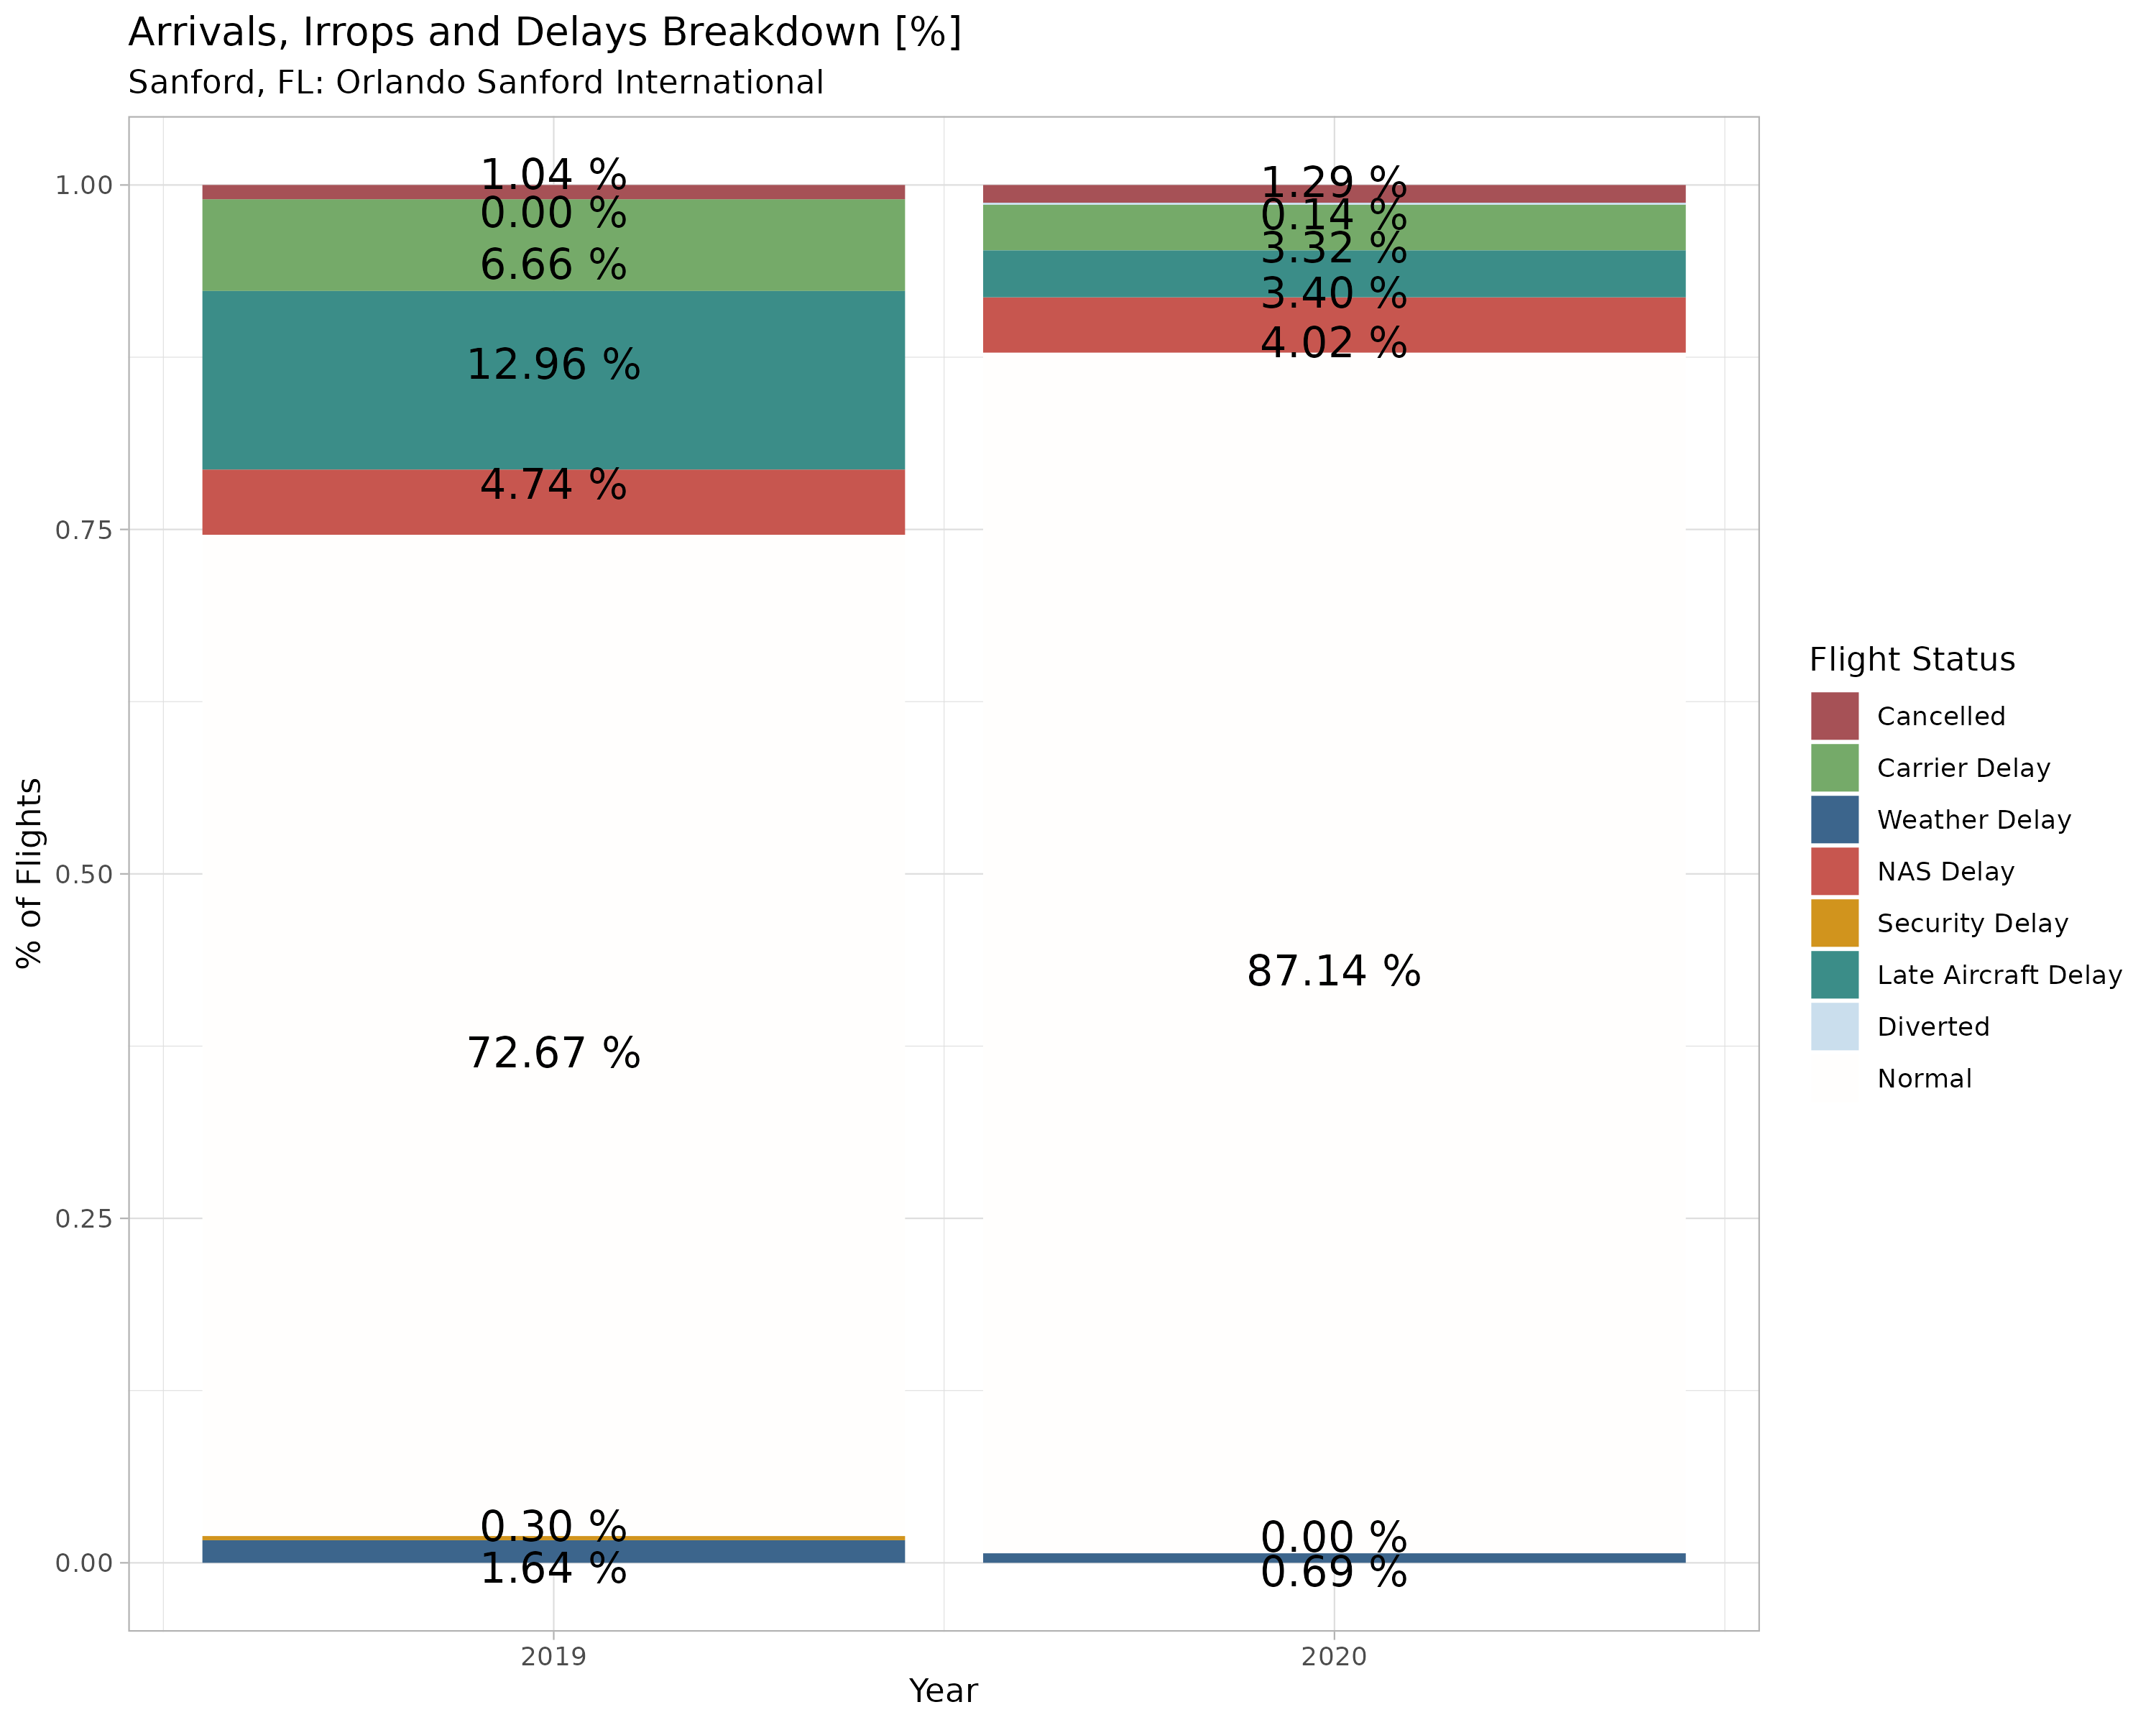 Arrivals, Irrops and Delays Breakdown [%]
Sanford, FL: Orlando Sanford International
% of Flights
1.00
0.75
0.50
0.25
0.00
1.04 %
0.00 %
6.66 %
12.96 %
4.74 %
72.67 %
0.30 %
1.64 %
1.29 %
0.14 %
3.32 %
3.40 %
4.02 %
87.14 %
0.00 %
0.69 %
2019
2020
Year
Flight Status
Cancelled
Carrier Delay
Weather Delay
NAS Delay
Security Delay
Late Aircraft Delay
Diverted
Normal